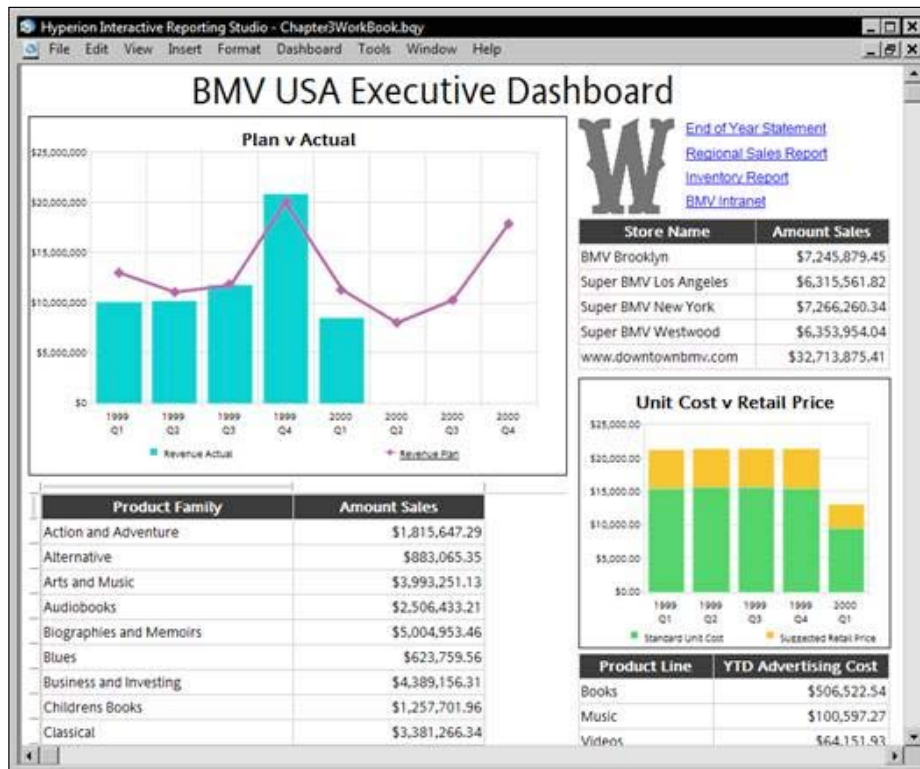 Hyperion Interactive Reporting Studio - Chapter3WorkBook.bqy
File Edit View Insert Format Dashboard Tools Window Help
BMV USA Executive Dashboard
Plan v Actual
$25,000,000
$20,000,000
$15,000,000
$10,000,000
$5,000,000
$0
1999 Q1 1999 Q2 1999 Q3 1999 Q4 2000 Q1 2000 Q2 2000 Q3 2000 Q4
Revenue Actual Revenue Plan
W
End of Year Statement
Regional Sales Report
Inventory Report
BMV Intranet
Store Name Amount Sales
BMV Brooklyn $7,245,879.45
Super BMV Los Angeles $6,315,561.82
Super BMV New York $7,266,260.34
Super BMV Westwood $6,353,954.04
www.downtownbmv.com $32,713,875.41
Unit Cost v Retail Price
$25,000.00
$20,000.00
$15,000.00
$10,000.00
$5,000.00
$0.00
1999 Q1 1999 Q2 1999 Q3 1999 Q4 2000 Q1
Standard Unit Cost Suggested Retail Price
Product Family Amount Sales
Action and Adventure $1,815,647.29
Alternative $883,065.35
Arts and Music $3,993,251.13
Audiobooks $2,506,433.21
Biographies and Memoirs $5,004,953.46
Blues $623,759.56
Business and Investing $4,389,156.31
Childrens Books $1,257,701.96
Classical $3,381,266.34
Product Line YTD Advertising Cost
Books $506,522.54
Music $100,597.27
Videos $64,151.93